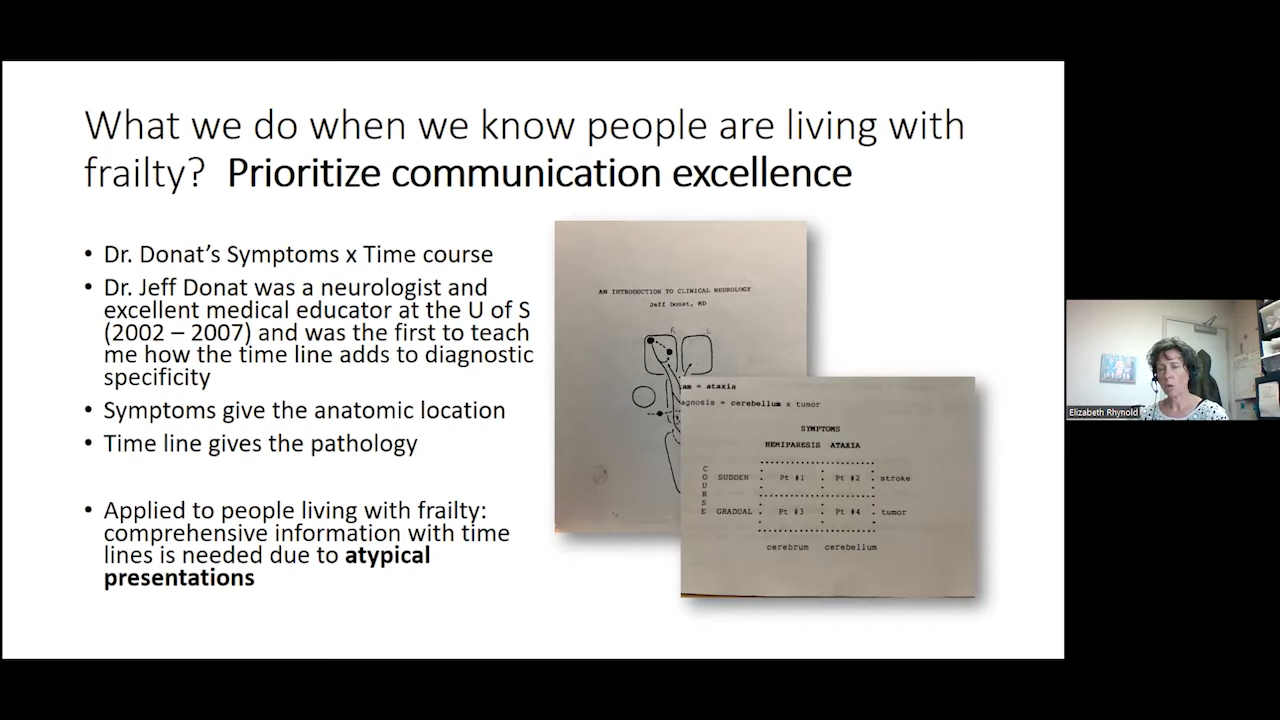 What we do when we know people are living with
frailty? Prioritize communication excellence
• Dr. Donat’s Symptoms x Time course
• Dr. Jeff Donat was a neurologist and
excellent medical educator at the U of S
(2002 – 2007) and was the first to teach
me how the time line adds to diagnostic
specificity
• Symptoms give the anatomic location
• Time line gives the pathology
• Applied to people living with frailty:
comprehensive information with time
lines is needed due to atypical
presentations
AN INTRODUCTION TO CLINICAL NEUROLOGY
Jeff Donat, MD
R L
am = ataxia
agnosis = cerebellum x tumor
SYMPTOMS
HEMIPARESIS ATAXIA
COURSE
SUDDEN Pt #1 Pt #2 stroke
GRADUAL Pt #3 Pt #4 tumor
cerebrum cerebellum
Elizabeth Rhynold